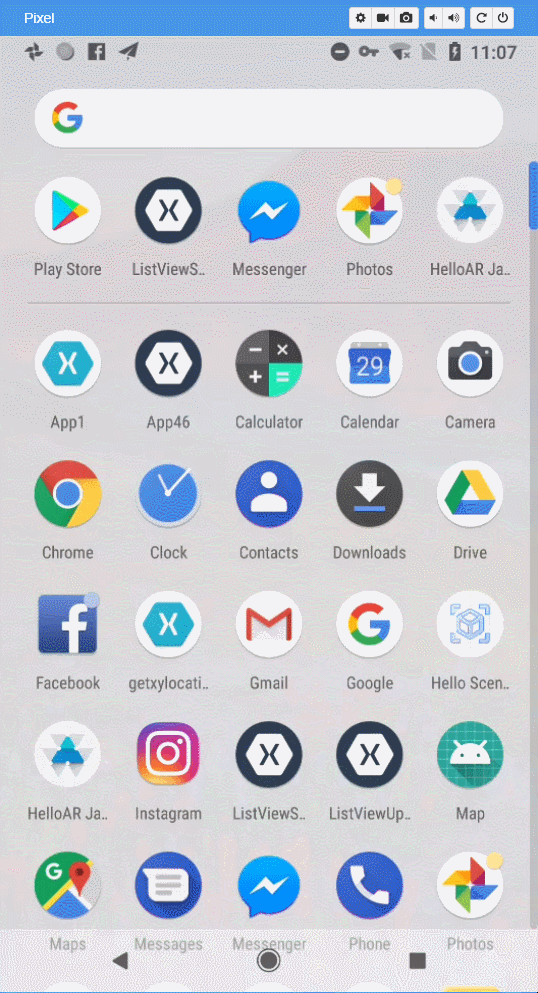 Pixel
11:07
Play Store
ListViewS..
Messenger
Photos
HelloAR Ja..
App1
App46
Calculator
29
Calendar
Camera
Chrome
Clock
Contacts
Downloads
Drive
Facebook
getxylocati..
Gmail
Google
Hello Scen..
HelloAR Ja..
Instagram
ListViewS..
ListViewUp..
Map
Maps
Messages
Messenger
Phone
Photos